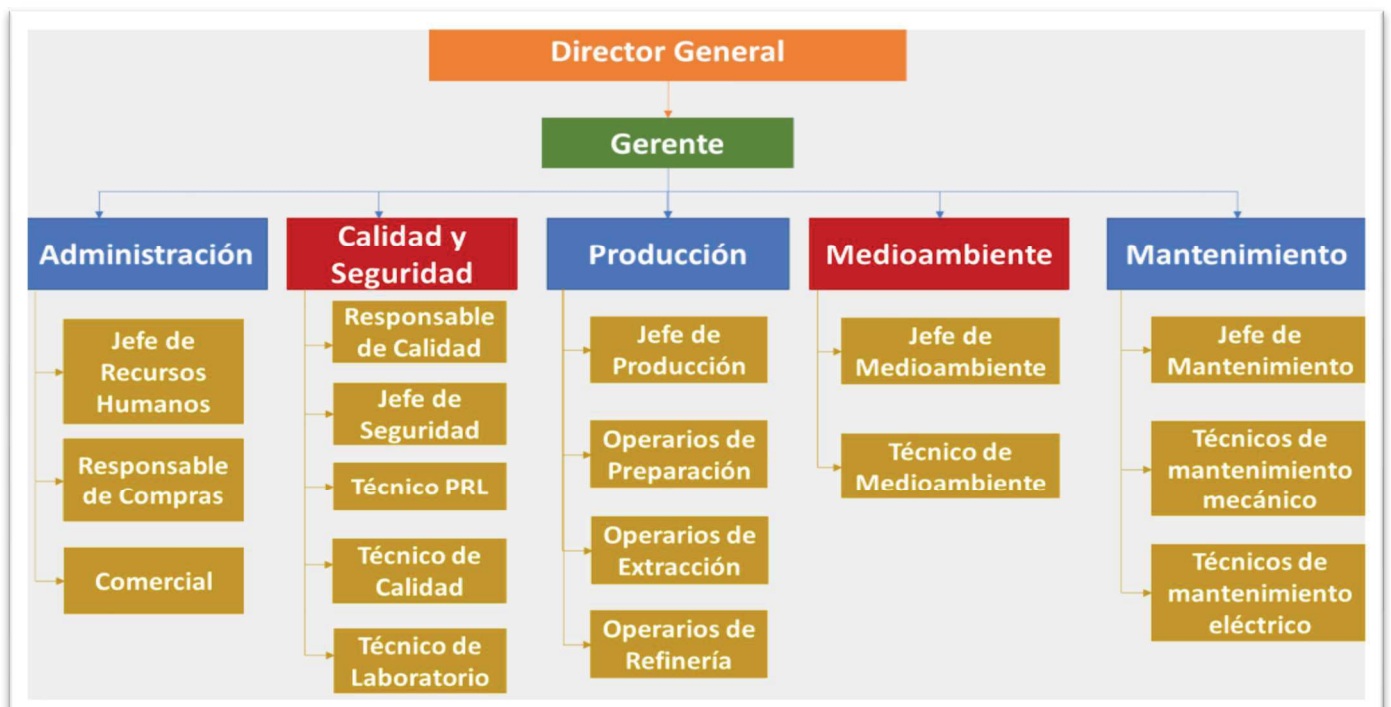 Director General
Gerente
Administración
Jefe de
Recursos
Humanos
Responsable
de Compras
Comercial
Calidad y
Seguridad
Responsable
de Calidad
Jefe de
Seguridad
Técnico PRL
Técnico de
Calidad
Técnico de
Laboratorio
Producción
Jefe de
Producción
Operarios de
Preparación
Operarios de
Extracción
Operarios de
Refinería
Medioambiente
Jefe de
Medioambiente
Técnico de
Medioambiente
Mantenimiento
Jefe de
Mantenimiento
Técnicos de
mantenimiento
mecánico
Técnicos de
mantenimiento
eléctrico